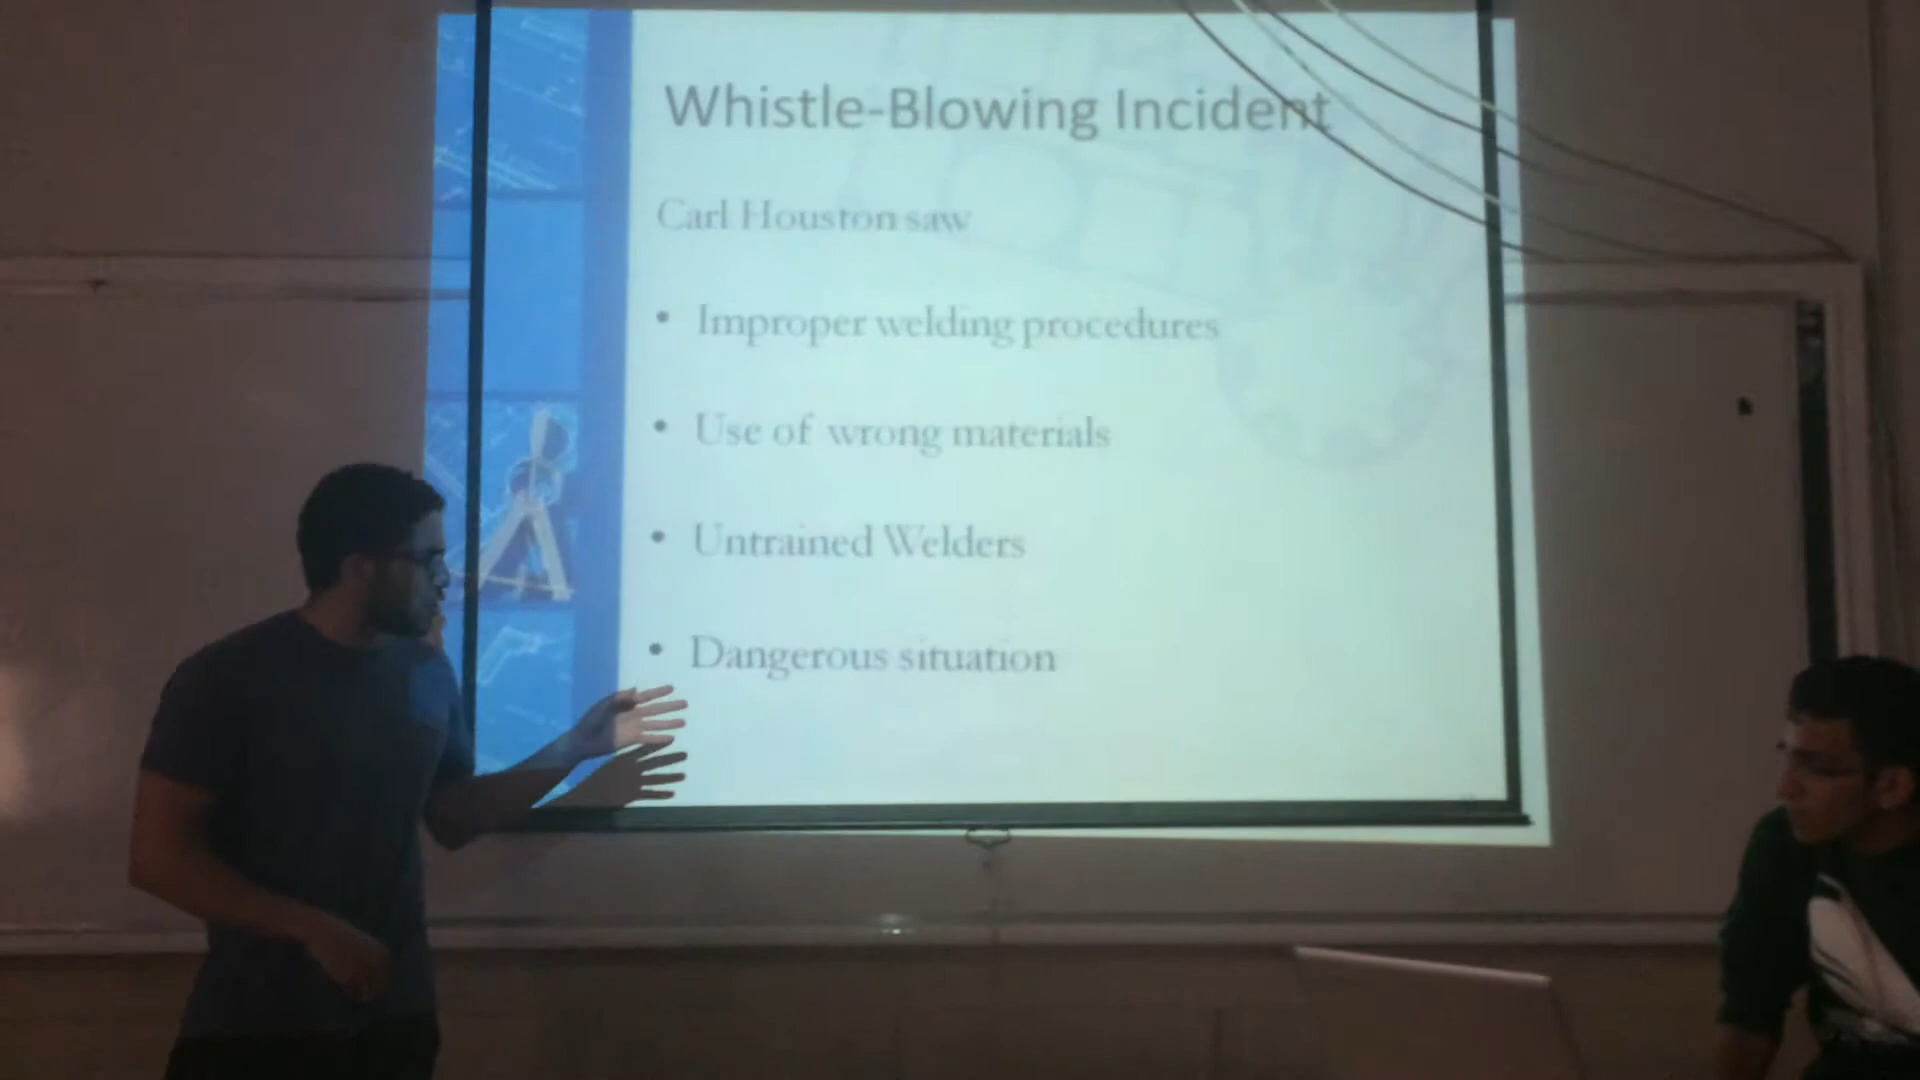 Whistle-Blowing Incident
Carl Houston saw
• Improper welding procedures
• Use of wrong materials
• Untrained Welders
• Dangerous situation